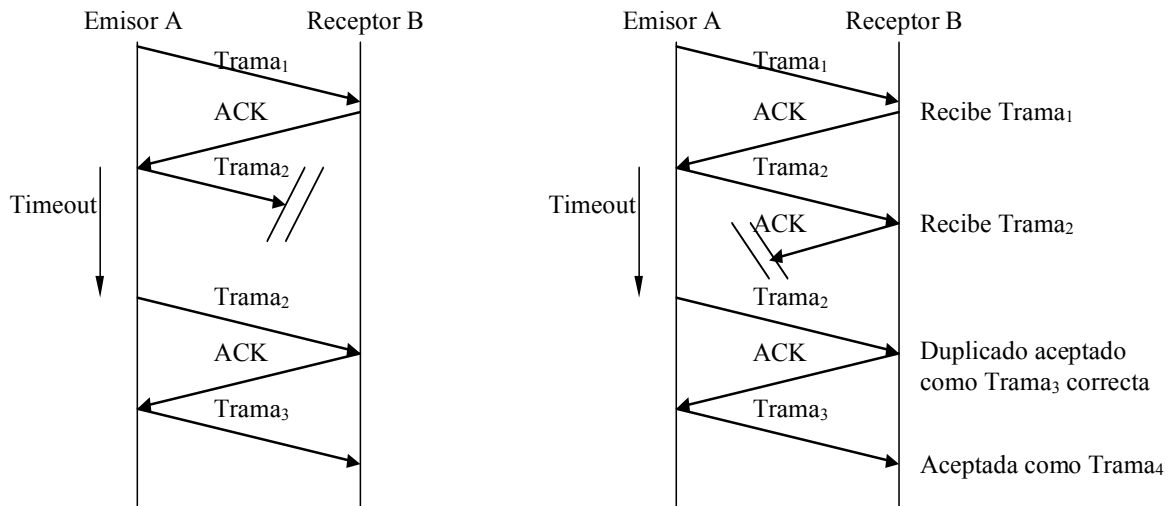 Emisor A
Receptor B
Trama₁
ACK
Trama₂
Timeout
Trama₂
ACK
Trama₃
Emisor A
Receptor B
Trama₁
ACK
Recibe Trama₁
Trama₂
Timeout
ACK
Recibe Trama₂
Trama₂
ACK
Duplicado aceptado
como Trama₃ correcta
Trama₃
Aceptada como Trama₄